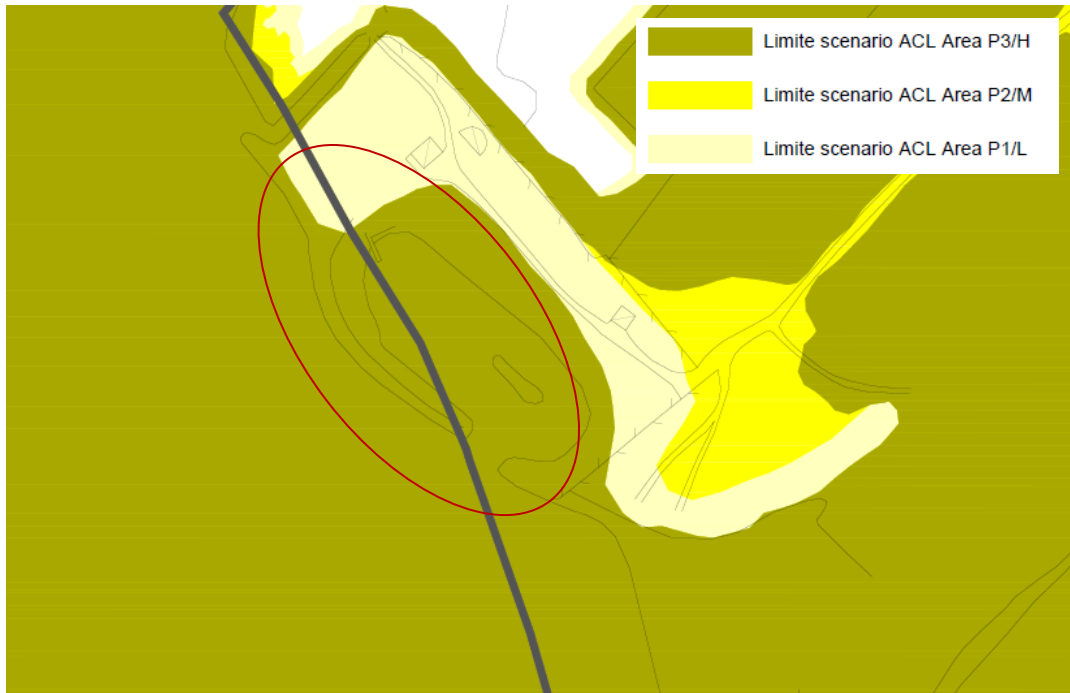 Limite scenario ACL Area P3/H
Limite scenario ACL Area P2/M
Limite scenario ACL Area P1/L